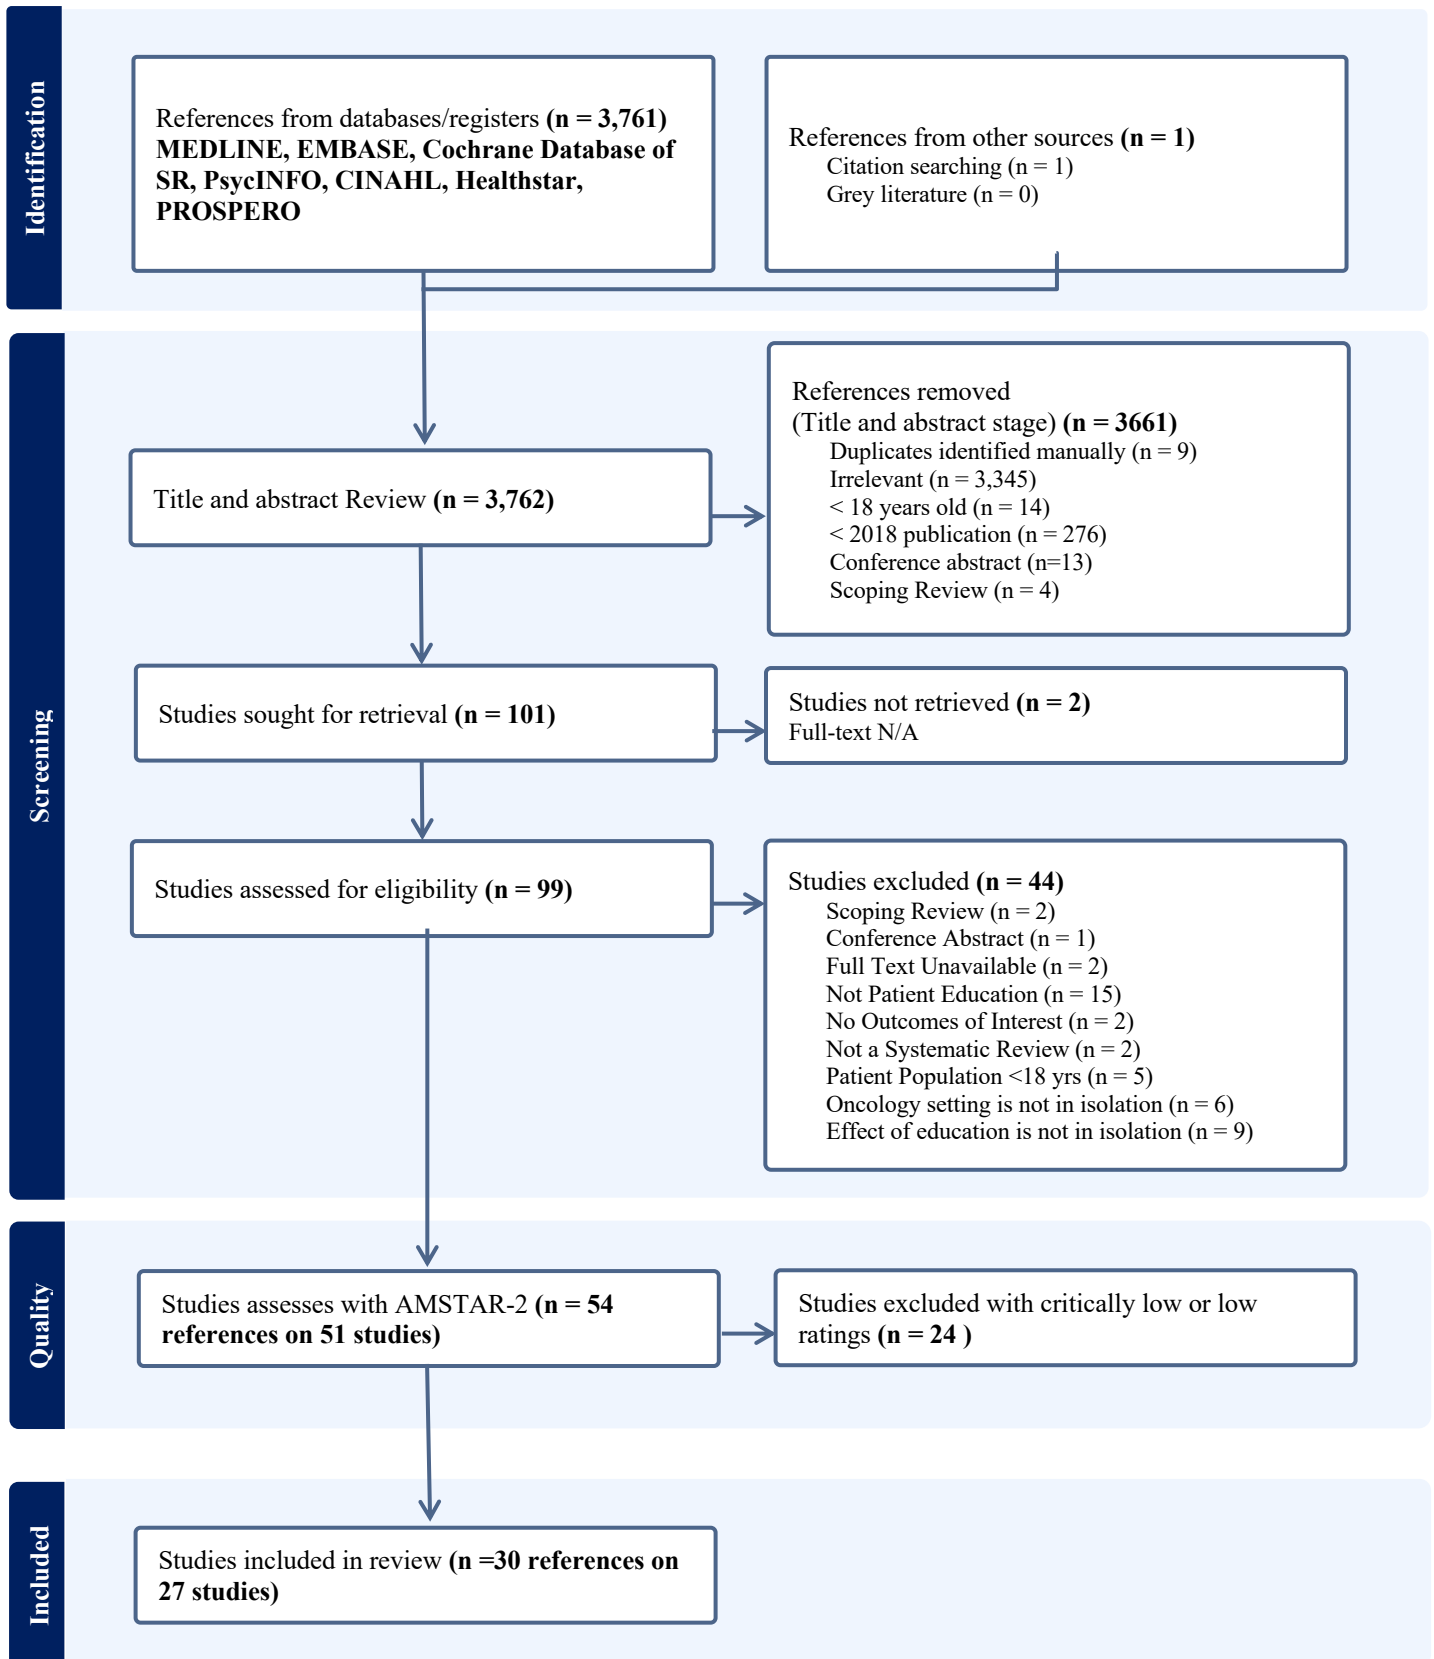 Identification
References from databases/registers (n = 3,761)
MEDLINE, EMBASE, Cochrane Database of
SR, PsycINFO, CINAHL, Healthstar,
PROSPERO
References from other sources (n = 1)
Citation searching (n = 1)
Grey literature (n = 0)
Screening
Title and abstract Review (n = 3,762)
References removed
(Title and abstract stage) (n = 3661)
Duplicates identified manually (n = 9)
Irrelevant (n = 3,345)
< 18 years old (n = 14)
< 2018 publication (n = 276)
Conference abstract (n=13)
Scoping Review (n = 4)
Studies sought for retrieval (n = 101)
Studies not retrieved (n = 2)
Full-text N/A
Studies assessed for eligibility (n = 99)
Studies excluded (n = 44)
Scoping Review (n = 2)
Conference Abstract (n = 1)
Full Text Unavailable (n = 2)
Not Patient Education (n = 15)
No Outcomes of Interest (n = 2)
Not a Systematic Review (n = 2)
Patient Population <18 yrs (n = 5)
Oncology setting is not in isolation (n = 6)
Effect of education is not in isolation (n = 9)
Quality
Studies assesses with AMSTAR-2 (n = 54
references on 51 studies)
Studies excluded with critically low or low
ratings (n = 24 )
Included
Studies included in review (n =30 references on
27 studies)